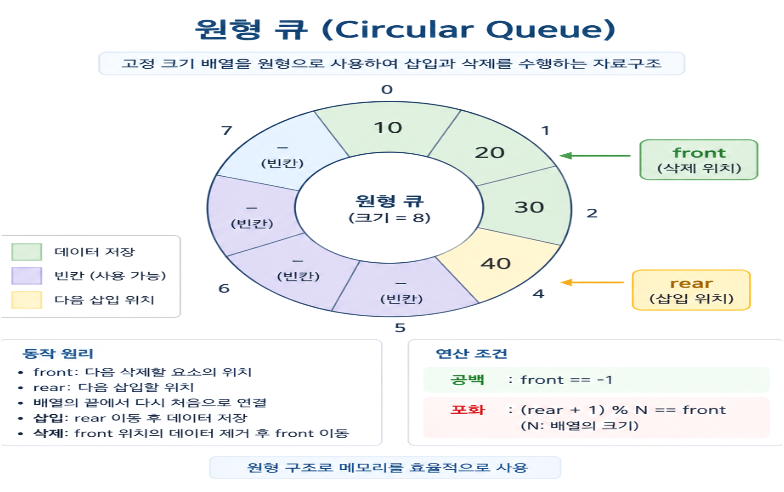 원형 큐 (Circular Queue)
고정 크기 배열을 원형으로 사용하여 삽입과 삭제를 수행하는 자료구조
0
7
1
10
–
(빈칸)
20
front
(삭제 위치)
원형 큐
(크기 = 8)
–
(빈칸)
30
2
데이터 저장
빈칸 (사용 가능)
다음 삽입 위치
–
(빈칸)
40
6
4
–
(빈칸)
rear
(삽입 위치)
5
동작 원리
• front: 다음 삭제할 요소의 위치
• rear: 다음 삽입할 위치
• 배열의 끝에서 다시 처음으로 연결
• 삽입: rear 이동 후 데이터 저장
• 삭제: front 위치의 데이터 제거 후 front 이동
연산 조건
공백 : front == -1
포화 : (rear + 1) % N == front
(N: 배열의 크기)
원형 구조로 메모리를 효율적으로 사용